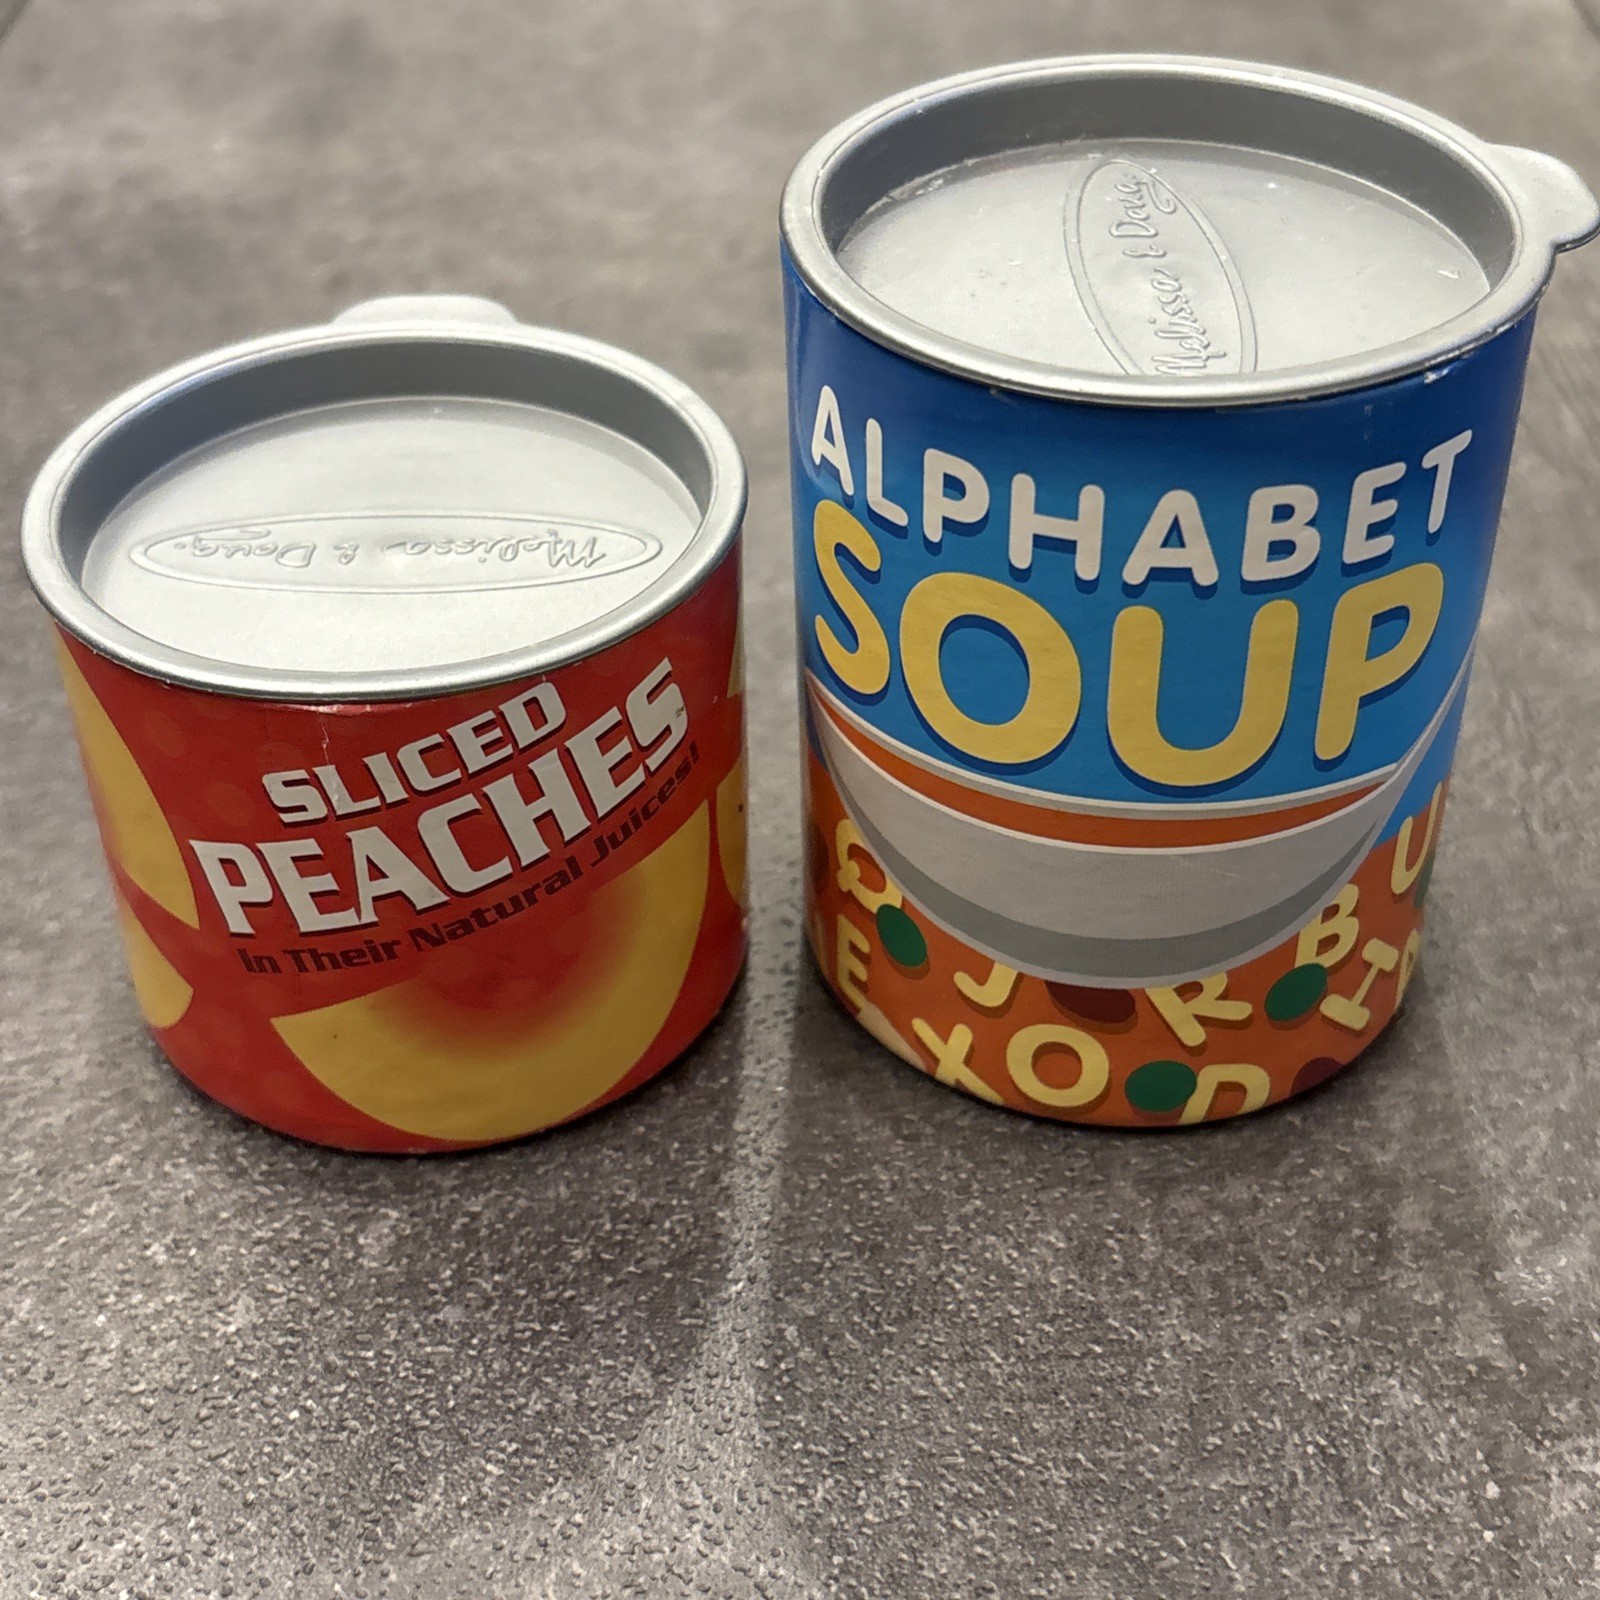 Melissa & Doug
SLICED
PEACHES
In Their Natural Juices!
Melissa & Doug
ALPHABET
SOUP
Q U
E J R B I
X O D